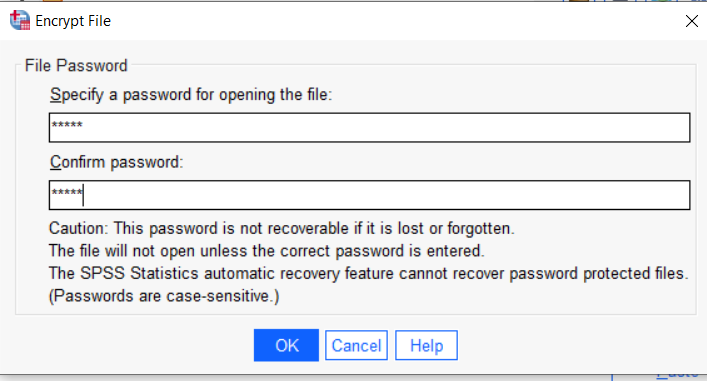 Encrypt File
File Password
Specify a password for opening the file:
*****
Confirm password:
*****
Caution: This password is not recoverable if it is lost or forgotten.
The file will not open unless the correct password is entered.
The SPSS Statistics automatic recovery feature cannot recover password protected files.
(Passwords are case-sensitive.)
OK Cancel Help